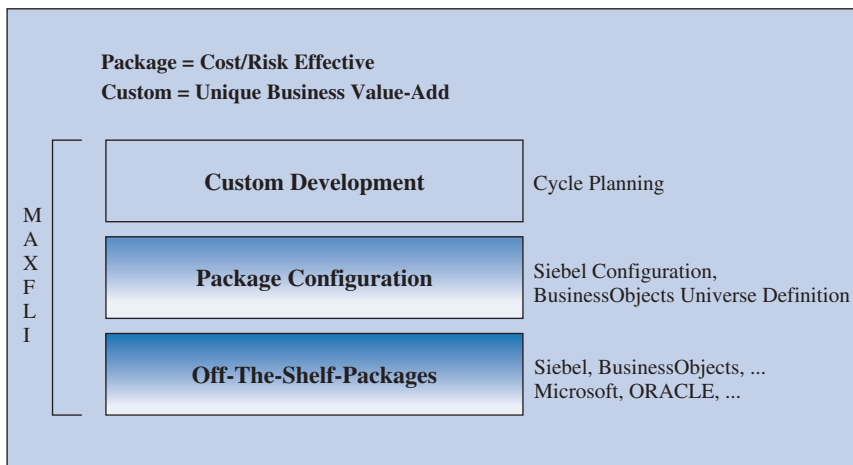 Package = Cost/Risk Effective
Custom = Unique Business Value-Add
M
A
X
F
L
I
Custom Development
Cycle Planning
Package Configuration
Siebel Configuration,
BusinessObjects Universe Definition
Off-The-Shelf-Packages
Siebel, BusinessObjects, ...
Microsoft, ORACLE, ...